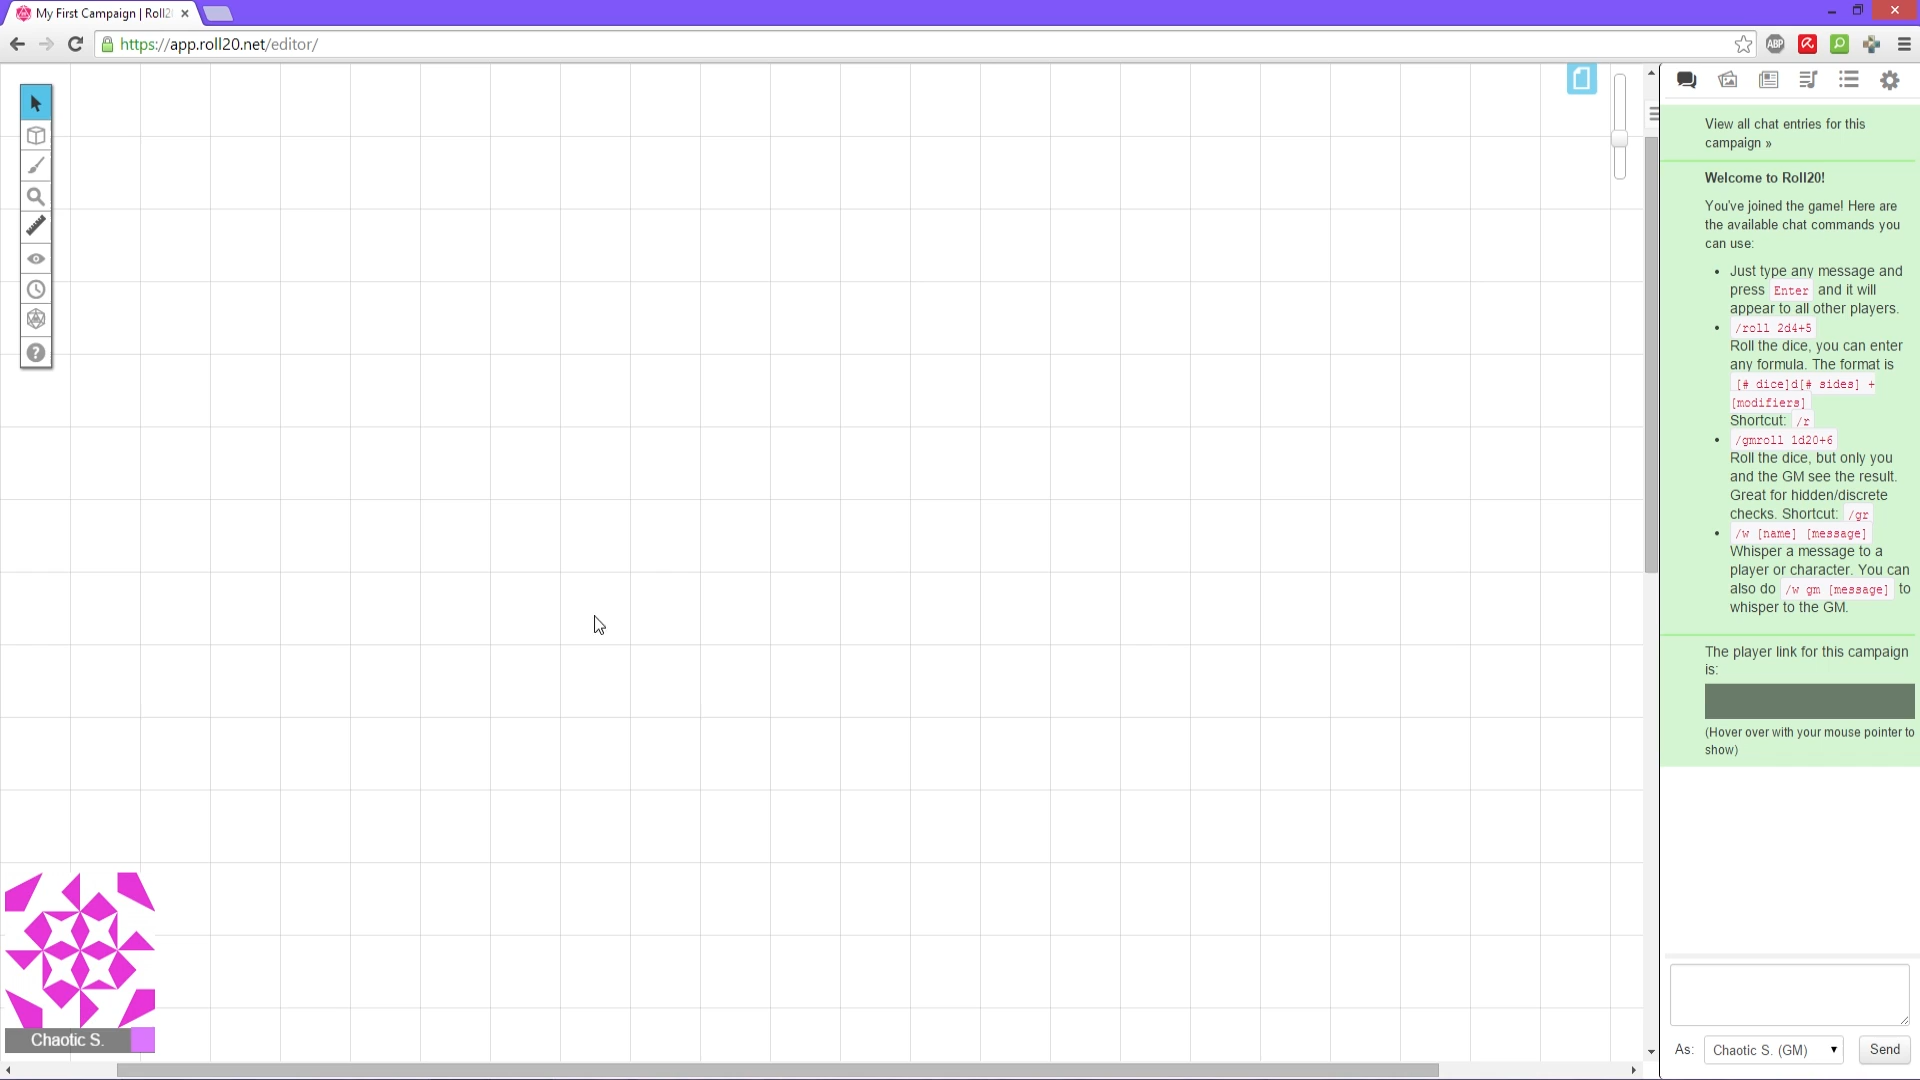 My First Campaign | Roll2
https://app.roll20.net/editor/
ABP
View all chat entries for this
campaign »
Welcome to Roll20!
You've joined the game! Here are
the available chat commands you
can use:
• Just type any message and
press Enter and it will
appear to all other players.
• /roll 2d4+5
Roll the dice, you can enter
any formula. The format is
[# dice]d[# sides] +
[modifiers]
Shortcut: /r
• /gmroll 1d20+6
Roll the dice, but only you
and the GM see the result.
Great for hidden/discrete
checks. Shortcut: /gr
• /w [name] [message]
Whisper a message to a
player or character. You can
also do /w gm [message] to
whisper to the GM.
The player link for this campaign
is:
(Hover over with your mouse pointer to
show)
Chaotic S.
As: Chaotic S. (GM) Send